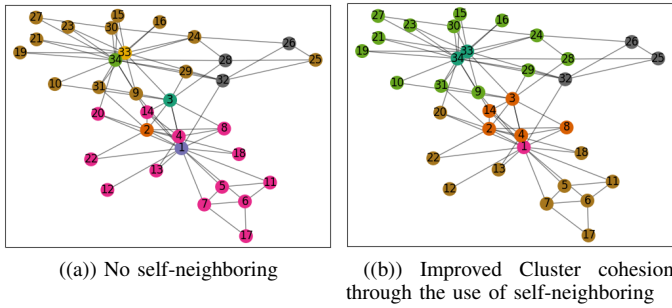 27 15 16
23 30 24
21 33 26
19 34 28 25
29 32
10 31 9 3
20 14
2 4 8
1 18
22 13
12 5 11
7 6
17
27 15 16
23 30 24
21 33 26
19 34 28 25
29 32
10 31 9 3
20 14
2 4 8
1 18
22 13
12 5 11
7 6
17
((a)) No self-neighboring
((b)) Improved Cluster cohesion
through the use of self-neighboring